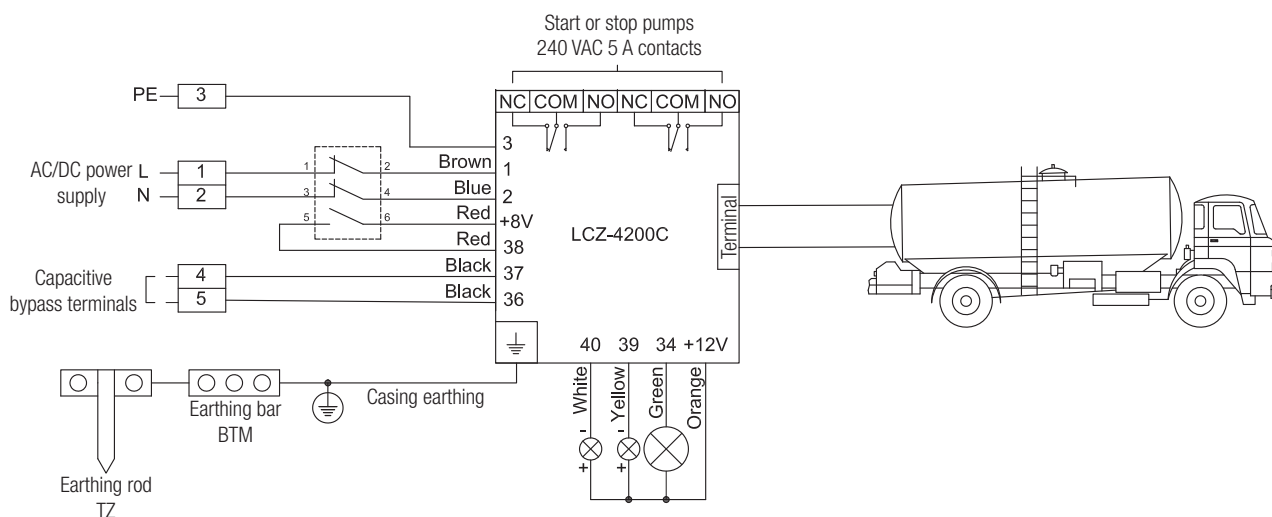 Start or stop pumps
240 VAC 5 A contacts
NC COM NO NC COM NO
PE 3
3
AC/DC power
supply
L 1
N 2
1 2
3 4
5 6
Brown 1
Blue 2
Red +8V
Red 38
Black 37
Black 36
LCZ-4200C
Terminal
Capacitive
bypass terminals
4
5
40 39 34 +12V
White
Yellow
Green
Orange
- +
- +
Casing earthing
Earthing bar
BTM
Earthing rod
TZ